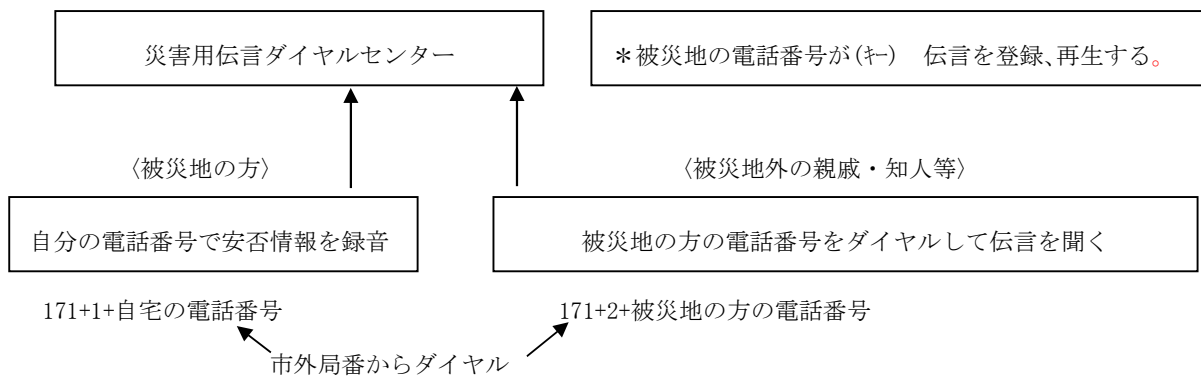 災害用伝言ダイヤルセンター
＊被災地の電話番号が(キー)　伝言を登録、再生する。
〈被災地の方〉
〈被災地外の親戚・知人等〉
自分の電話番号で安否情報を録音
被災地の方の電話番号をダイヤルして伝言を聞く
171+1+自宅の電話番号
171+2+被災地の方の電話番号
市外局番からダイヤル